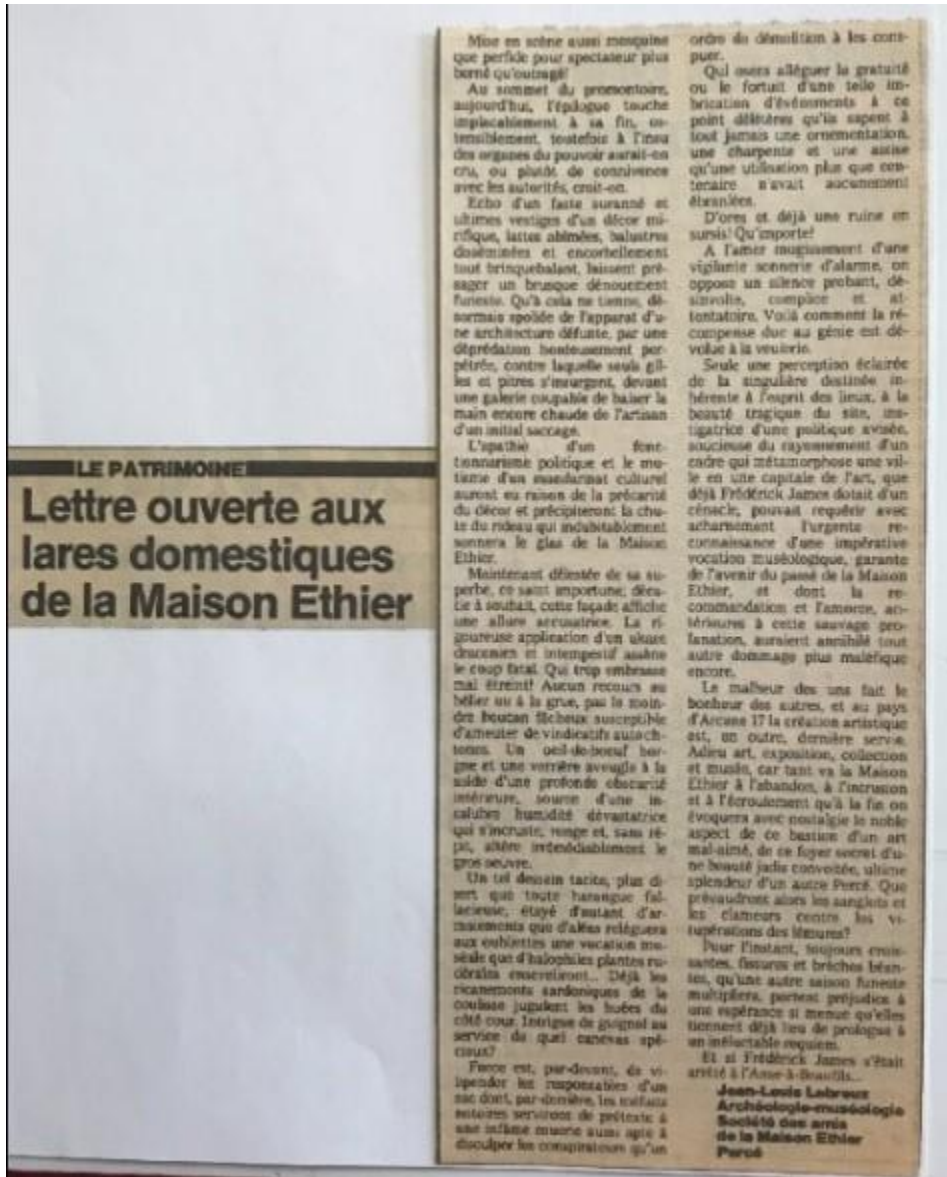 LE PATRIMOINE
Lettre ouverte aux
lares domestiques
de la Maison Ethier
Mise en scène aussi mesquine
que perfide pour spectateur plus
berné qu'outragé!
Au sommet du promontoire,
aujourd'hui, l'épilogue touche
implacablement à sa fin, os-
tensiblement, toutefois à l'insu
des organes du pouvoir aurait-on
cru, ou plutôt de connivence
avec les autorités, croit-on.
Echo d'un faste suranné et
ultimes vestiges d'un décor mi-
rifique, lattes abîmées, balustres
disséminées et encorbellement
tout brinquebalant, laissent pré-
sager un brusque dénouement
funeste. Qu'à cela ne tienne, dé-
sormais spoliée de l'apparat d'u-
ne architecture défunte, par une
déprédation honteusement per-
pétrée, contre laquelle seuls gil-
les et pitres s'insurgent, devant
une galerie coupable de baiser la
main encore chaude de l'artisan
d'un initial saccage.
L'apathie d'un fonc-
tionnarisme politique et le mu-
tisme d'un mandarinat culturel
auront eu raison de la précarité
du décor et précipiteront la chu-
te du rideau qui indubitablement
sonnera le glas de la Maison
Ethier.
Maintenant délestée de sa su-
perbe, ce saint importune; déca-
tie à souhait, cette façade affiche
une allure accusatrice. La ri-
goureuse application d'un ukase
draconien et intempestif assène
le coup fatal. Qui trop embrasse
mal étreint! Aucun recours au
bélier ou à la grue, pas le moin-
dre boutan fâcheux susceptible
d'ameuter de vindicatifs autoch-
tones. Un oeil-de-boeuf bor-
gne et une verrière aveugle à la
solde d'une profonde obscurité
intérieure, source d'une in-
salubre humidité dévastatrice
qui s'incruste, ronge et, sans ré-
pit, altère irrémédiablement le
gros oeuvre.
Un tel dessein tacite, plus di-
sert que toute harangue fal-
lacieuse, étayé d'autant d'ar-
matements que d'aléas reléguera
aux oubliettes une vocation mu-
séale que d'halophiles plantes ru-
dérales enseveliront... Déjà les
ricanements sardoniques de la
coulisse jugulent les huées du
côté cour. Intrigue de guignol au
service de quel canevas spé-
cieux?
Force est, par-devant, de vi-
lipender les responsables d'un
sac dont, par-derrière, les méfaits
notoires serviront de prétexte à
une infâme aussi apte à
disculper les conspirateurs qu'un
ordre de démolition à les cons-
puer.
Qui osera alléguer la gratuité
ou le fortuit d'une telle im-
brication d'événements à ce
point délétères qu'ils sapent à
tout jamais une ornementation,
une charpente et une assise
qu'une utilisation plus que cen-
tenaire n'avait aucunement
ébranlées.
D'ores et déjà une ruine en
sursis! Qu'importe!
A l'amer mugissement d'une
vigilante sonnerie d'alarme, on
oppose un silence probant, dé-
sinvolte, complice et at-
tentatoire. Voilà comment la ré-
compense due au génie est dé-
volue à la veulerie.
Seule une perception éclairée
de la singulière destinée in-
hérente à l'esprit des lieux, à la
beauté tragique du site, ins-
tigatrice d'une politique avisée,
soucieuse du rayonnement d'un
cadre qui métamorphose une vil-
le en une capitale de l'art, que
déjà Frédérick James dotait d'un
cénacle, pouvait requérir avec
acharnement l'urgente re-
connaissance d'une impérative
vocation muséologique, garante
de l'avenir du passé de la Maison
Ethier, et dont la re-
commandation et l'amorce, an-
térieures à cette sauvage pro-
fanation, auraient annihilé tout
autre dommage plus maléfique
encore.
Le malheur des uns fait le
bonheur des autres, et au pays
d'Arcane 17 la création artistique
est, en outre, dernière servie.
Adieu art, exposition, collection
et musée, car tant va la Maison
Ethier à l'abandon, à l'intrusion
et à l'écroulement qu'à la fin on
évoquera avec nostalgie le noble
aspect de ce bastion d'un art
mal-aimé, de ce foyer secret d'u-
ne beauté jadis convoitée, ultime
splendeur d'un autre Percé. Que
prévaudront alors les sanglots et
les clameurs contre les vi-
tupérations des lémures?
Pour l'instant, toujours crois-
santes, fissures et brèches béan-
tes, qu'une autre saison funeste
multipliera, portent préjudice à
une espérance si menue qu'elles
tiennent déjà lieu de prologue à
un inéluctable requiem.
Et si Frédérick James s'était
arrêté à l'Anse-à-Beaufils...
Jean-Louis Lebreux
Archéologie-muséologie
Société des amis
de la Maison Ethier
Percé